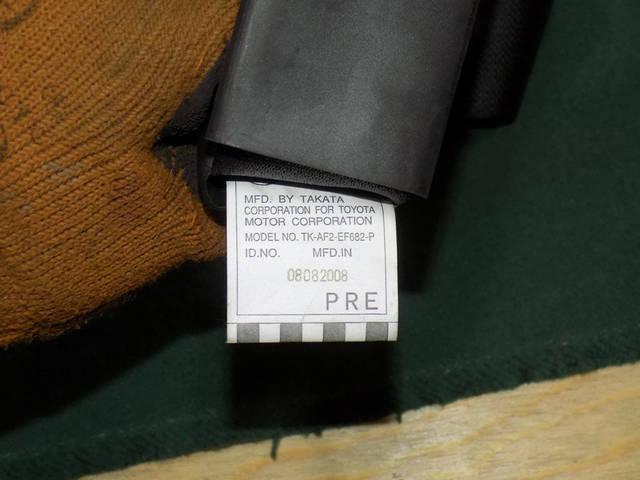 MFD. BY TAKATA
CORPORATION FOR TOYOTA
MOTOR CORPORATION
MODEL NO. TK-AF2-EF682-P
ID.NO. MFD.IN
08082008
PRE